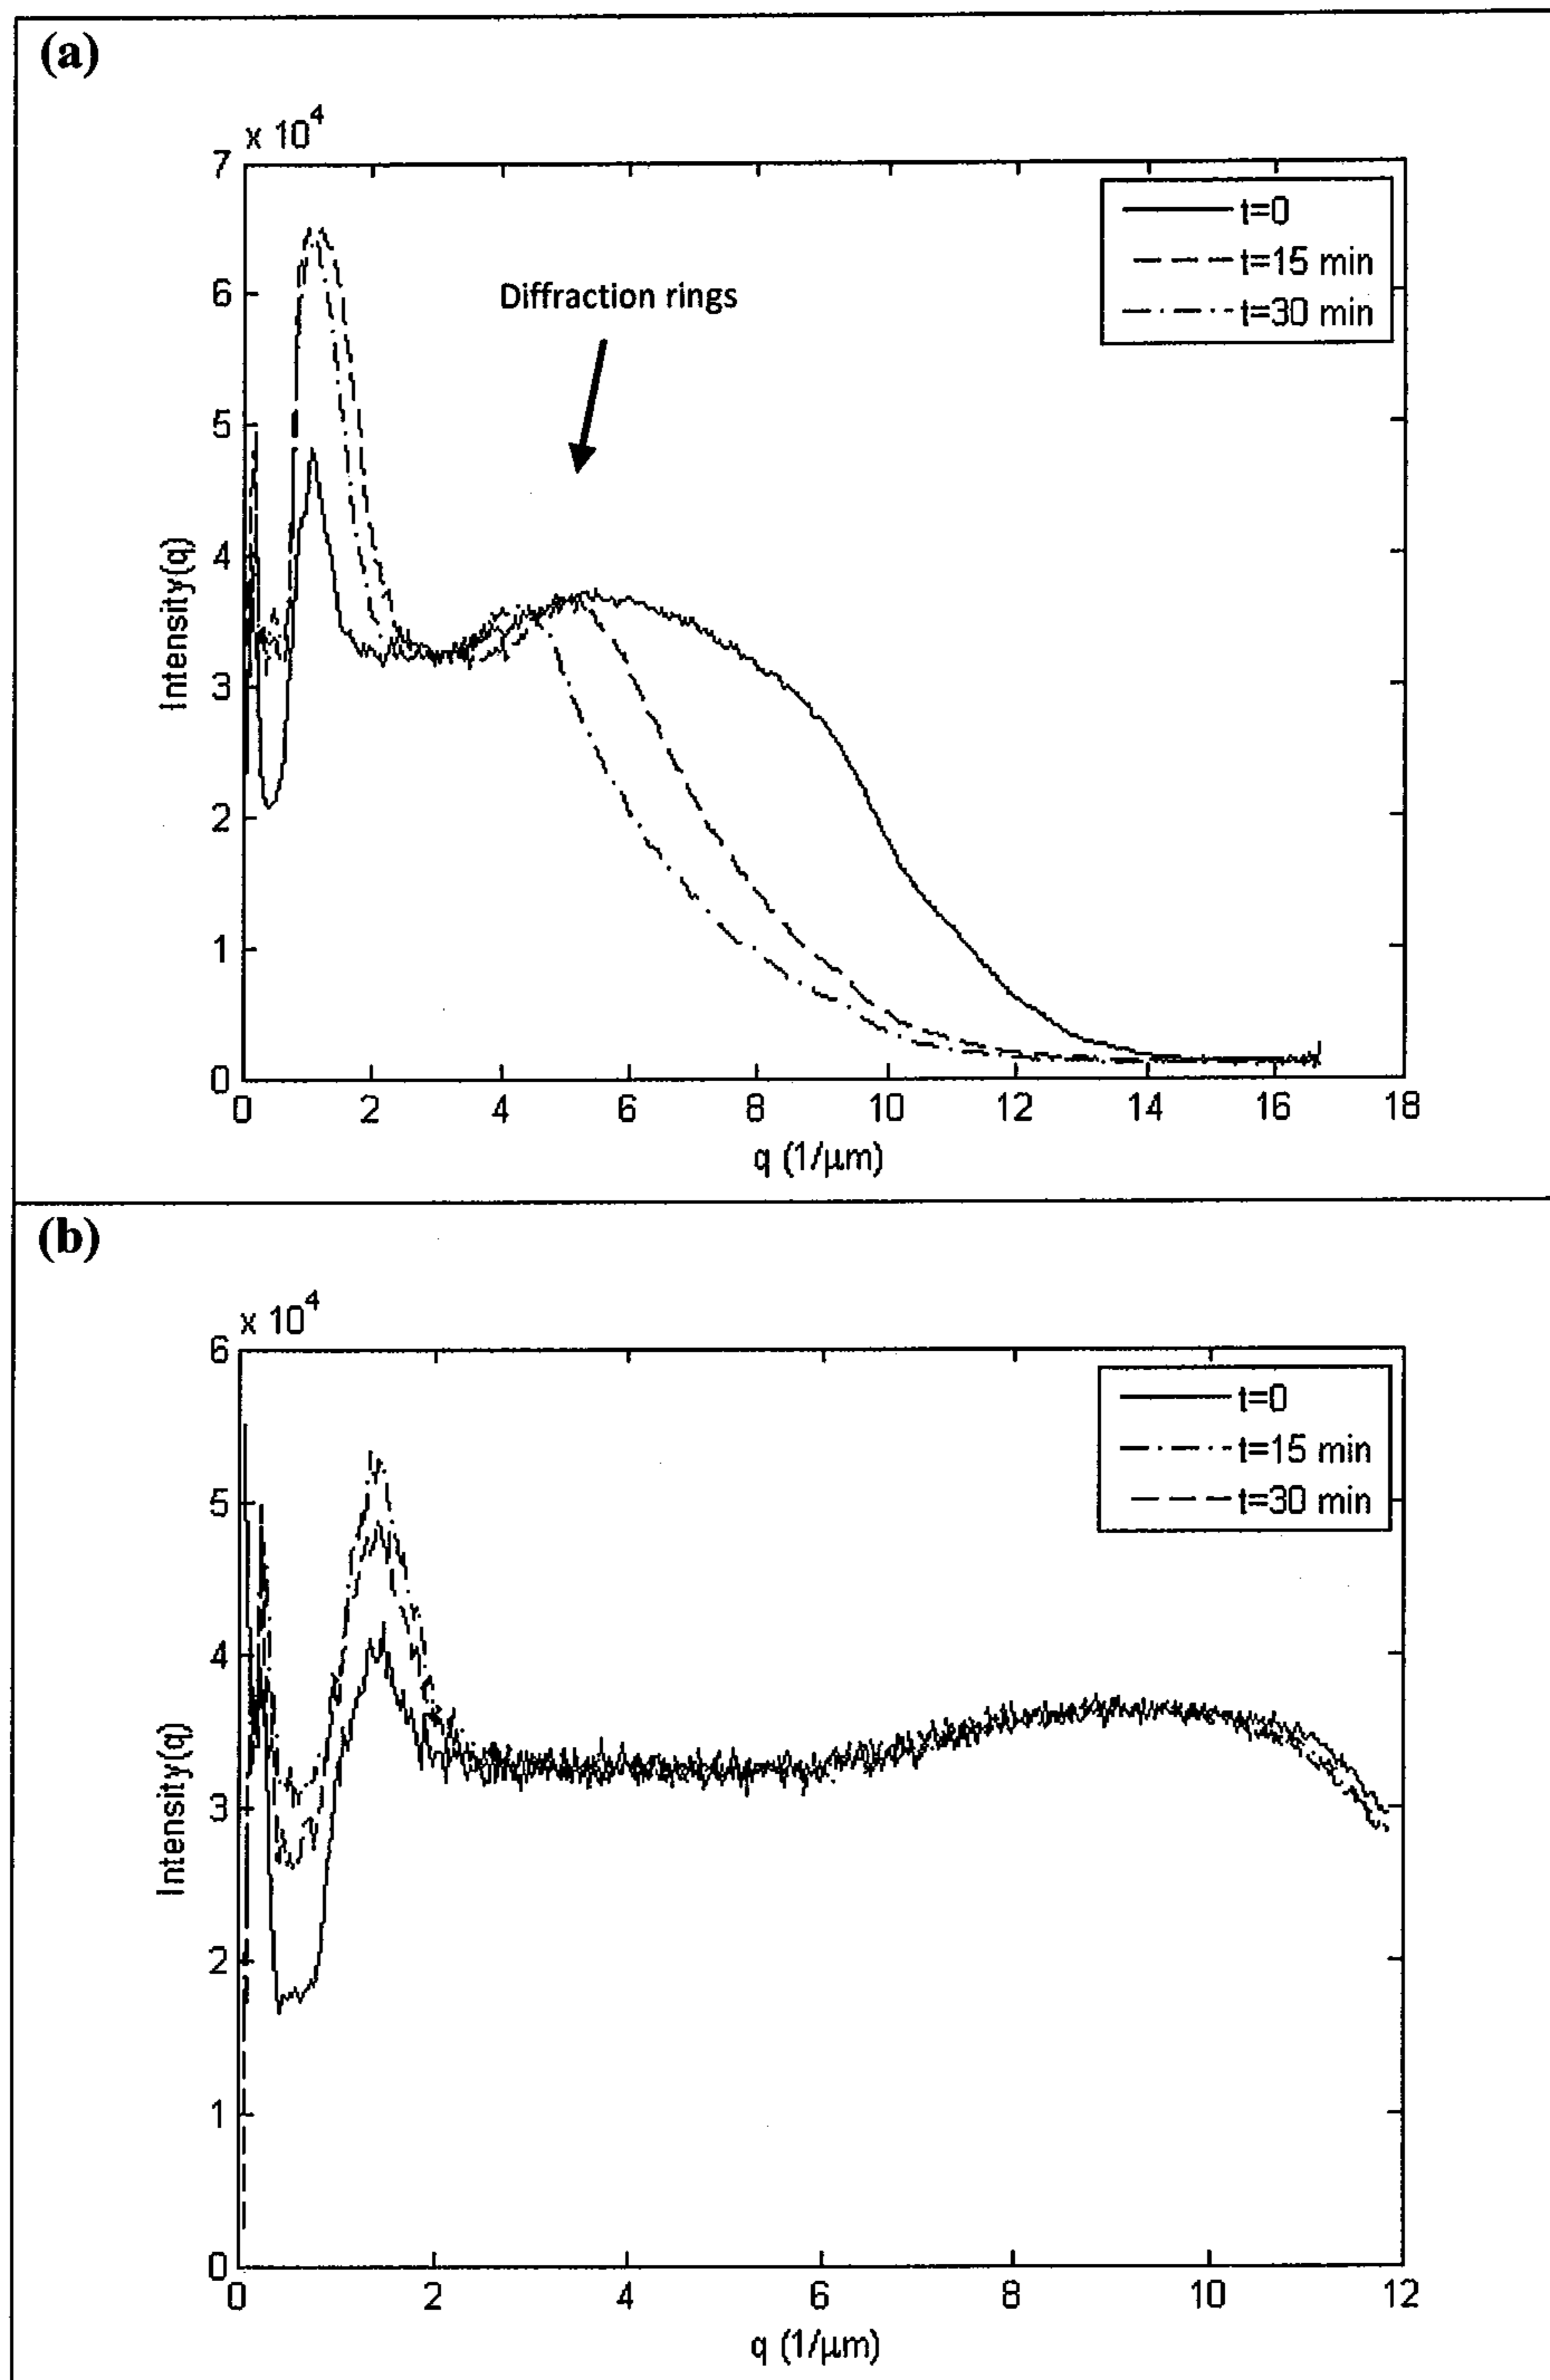 (a)
x 10^4
7
6
5
4
3
2
1
0
Intensity(q)
Diffraction rings
t=0
t=15 min
t=30 min
0 2 4 6 8 10 12 14 16 18
q (1/μm)
(b)
x 10^4
6
5
4
3
2
1
0
Intensity(q)
t=0
t=15 min
t=30 min
0 2 4 6 8 10 12
q (1/μm)